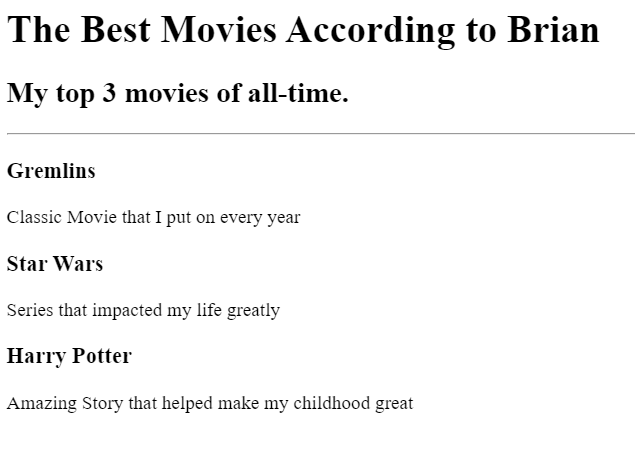 The Best Movies According to Brian
My top 3 movies of all-time.
Gremlins
Classic Movie that I put on every year
Star Wars
Series that impacted my life greatly
Harry Potter
Amazing Story that helped make my childhood great